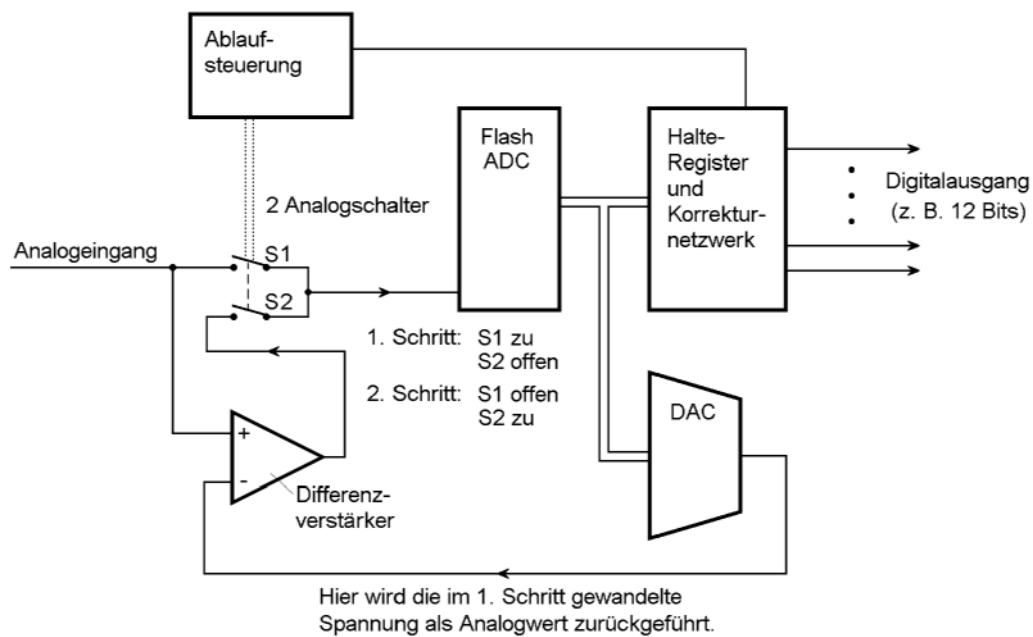 Ablauf-
steuerung
Flash
ADC
Halte-
Register
und
Korrektur-
netzwerk
Digitalausgang
(z. B. 12 Bits)
2 Analogschalter
Analogeingang
S1
S2
1. Schritt: S1 zu
S2 offen
2. Schritt: S1 offen
S2 zu
DAC
+
-
Differenz-
verstärker
Hier wird die im 1. Schritt gewandelte
Spannung als Analogwert zurückgeführt.